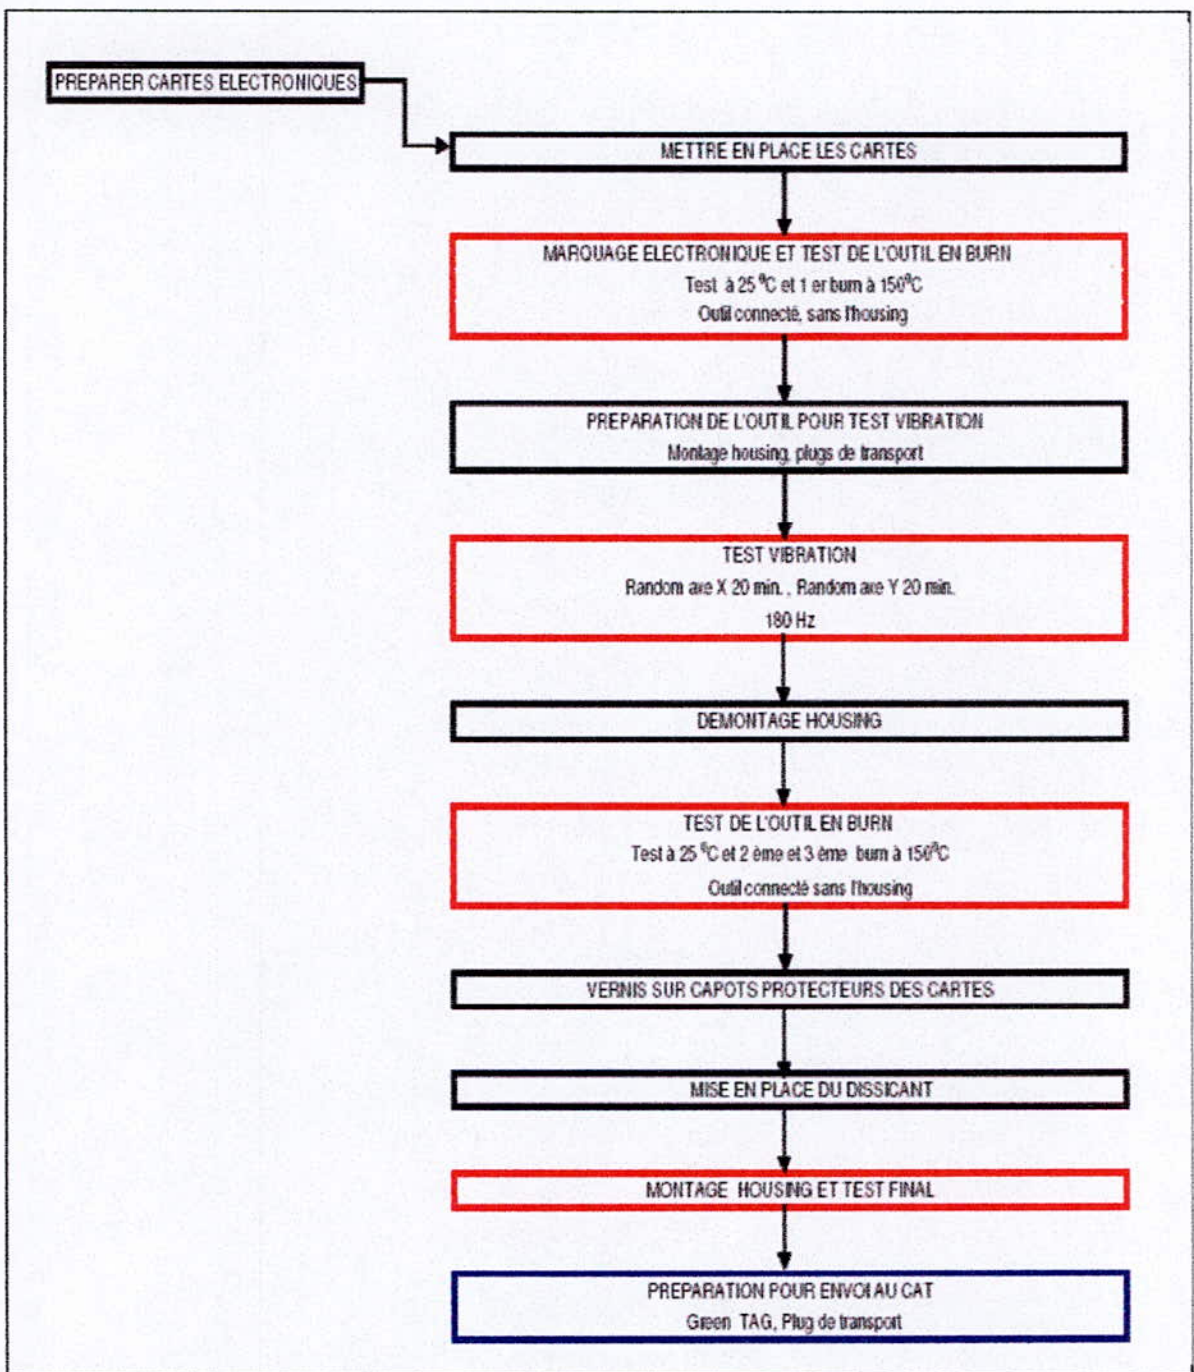 PREPARER CARTES ELECTRONIQUES
METTRE EN PLACE LES CARTES
MARQUAGE ELECTRONIQUE ET TEST DE L'OUTIL EN BURN
Test à 25 °C et 1 er burn à 150°C
Outil connecté, sans l'housing
PREPARATION DE L'OUTIL POUR TEST VIBRATION
Montage housing, plugs de transport
TEST VIBRATION
Random axe X 20 min. , Random axe Y 20 min.
180 Hz
DEMONTAGE HOUSING
TEST DE L'OUTIL EN BURN
Test à 25 °C et 2 ème et 3 ème burn à 150°C
Outil connecté sans l'housing
VERNIS SUR CAPOTS PROTECTEURS DES CARTES
MISE EN PLACE DU DISSICANT
MONTAGE HOUSING ET TEST FINAL
PREPARATION POUR ENVOI AU CAT
Green TAG, Plug de transport